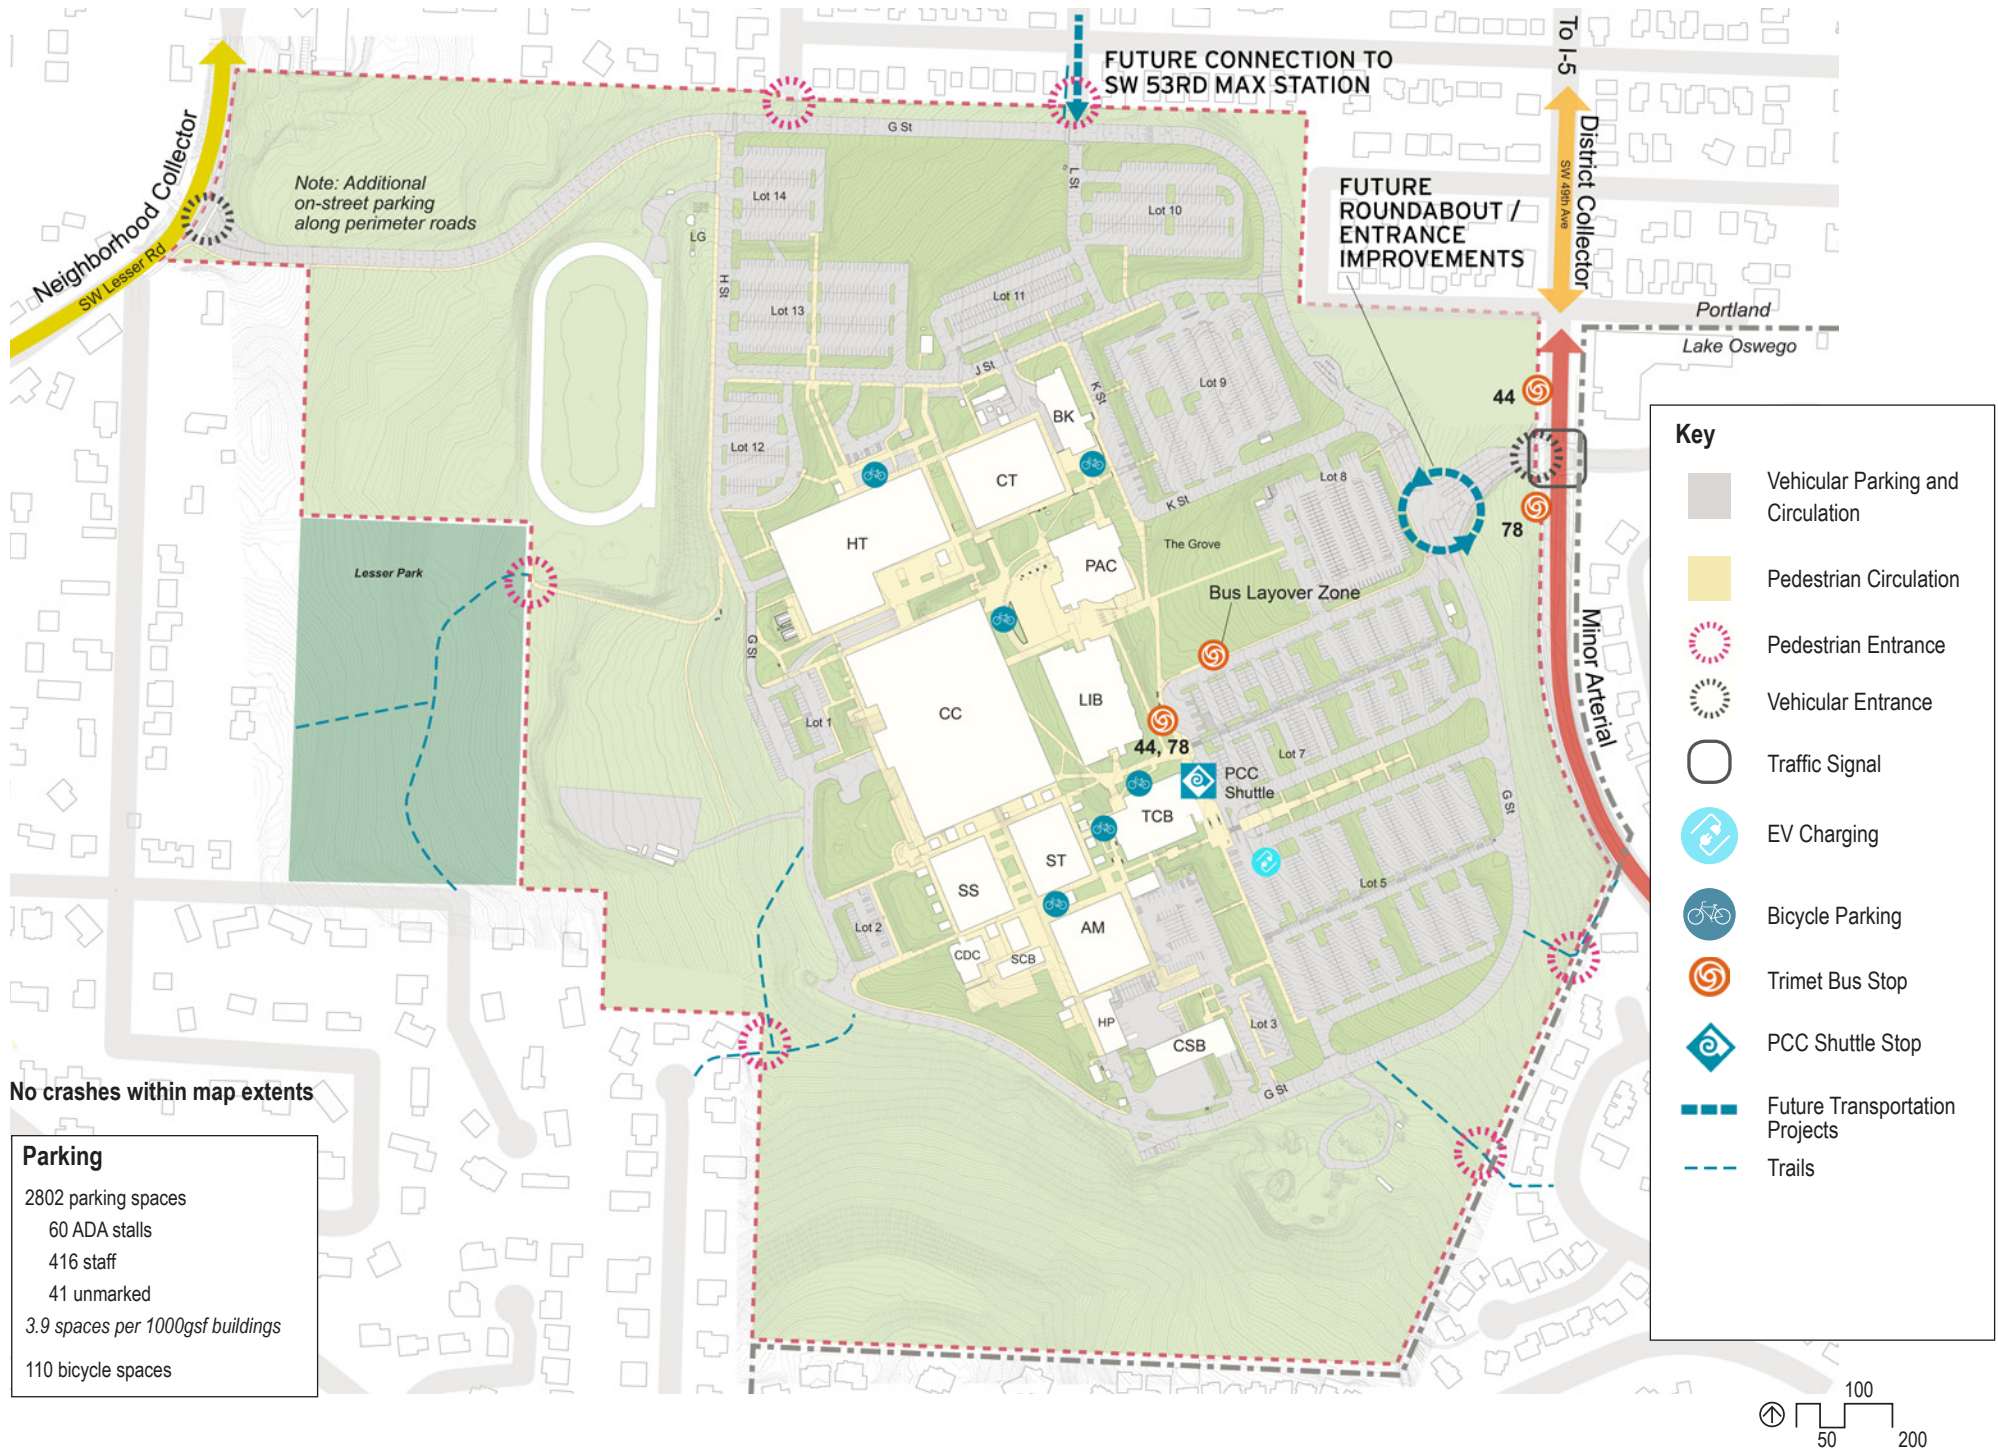 To I-5
FUTURE CONNECTION TO
SW 53RD MAX STATION
G St
District Collector
SW 49th Ave
Neighborhood Collector
SW Lesser Rd
Note: Additional
on-street parking
along perimeter roads
L St
Lot 14
Lot 10
FUTURE
ROUNDABOUT /
ENTRANCE
IMPROVEMENTS
LG
H St
Lot 13
Lot 11
Portland
Lake Oswego
J St
K St
Lot 9
44
BK
Lot 12
CT
Lot 8
K St
78
HT
The Grove
PAC
Lesser Park
Bus Layover Zone
G St
Minor Arterial
LIB
CC
Lot 1
44, 78
Lot 7
PCC
Shuttle
TCB
G St
ST
SS
Lot 5
Lot 2
AM
CDC
SCB
HP
Lot 3
CSB
G St
No crashes within map extents
Parking
2802 parking spaces
60 ADA stalls
416 staff
41 unmarked
3.9 spaces per 1000gsf buildings
110 bicycle spaces
Key
Vehicular Parking and
Circulation
Pedestrian Circulation
Pedestrian Entrance
Vehicular Entrance
Traffic Signal
EV Charging
Bicycle Parking
Trimet Bus Stop
PCC Shuttle Stop
Future Transportation
Projects
Trails
100
50
200